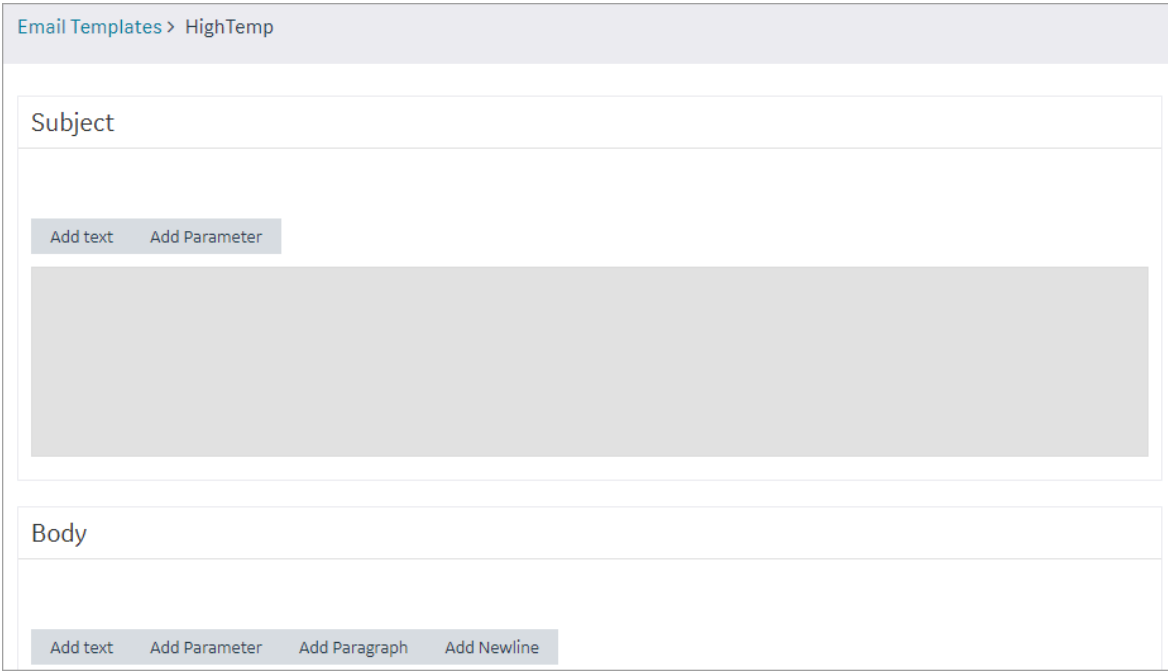 Email Templates > HighTemp
Subject
Add text Add Parameter
Body
Add text Add Parameter Add Paragraph Add Newline